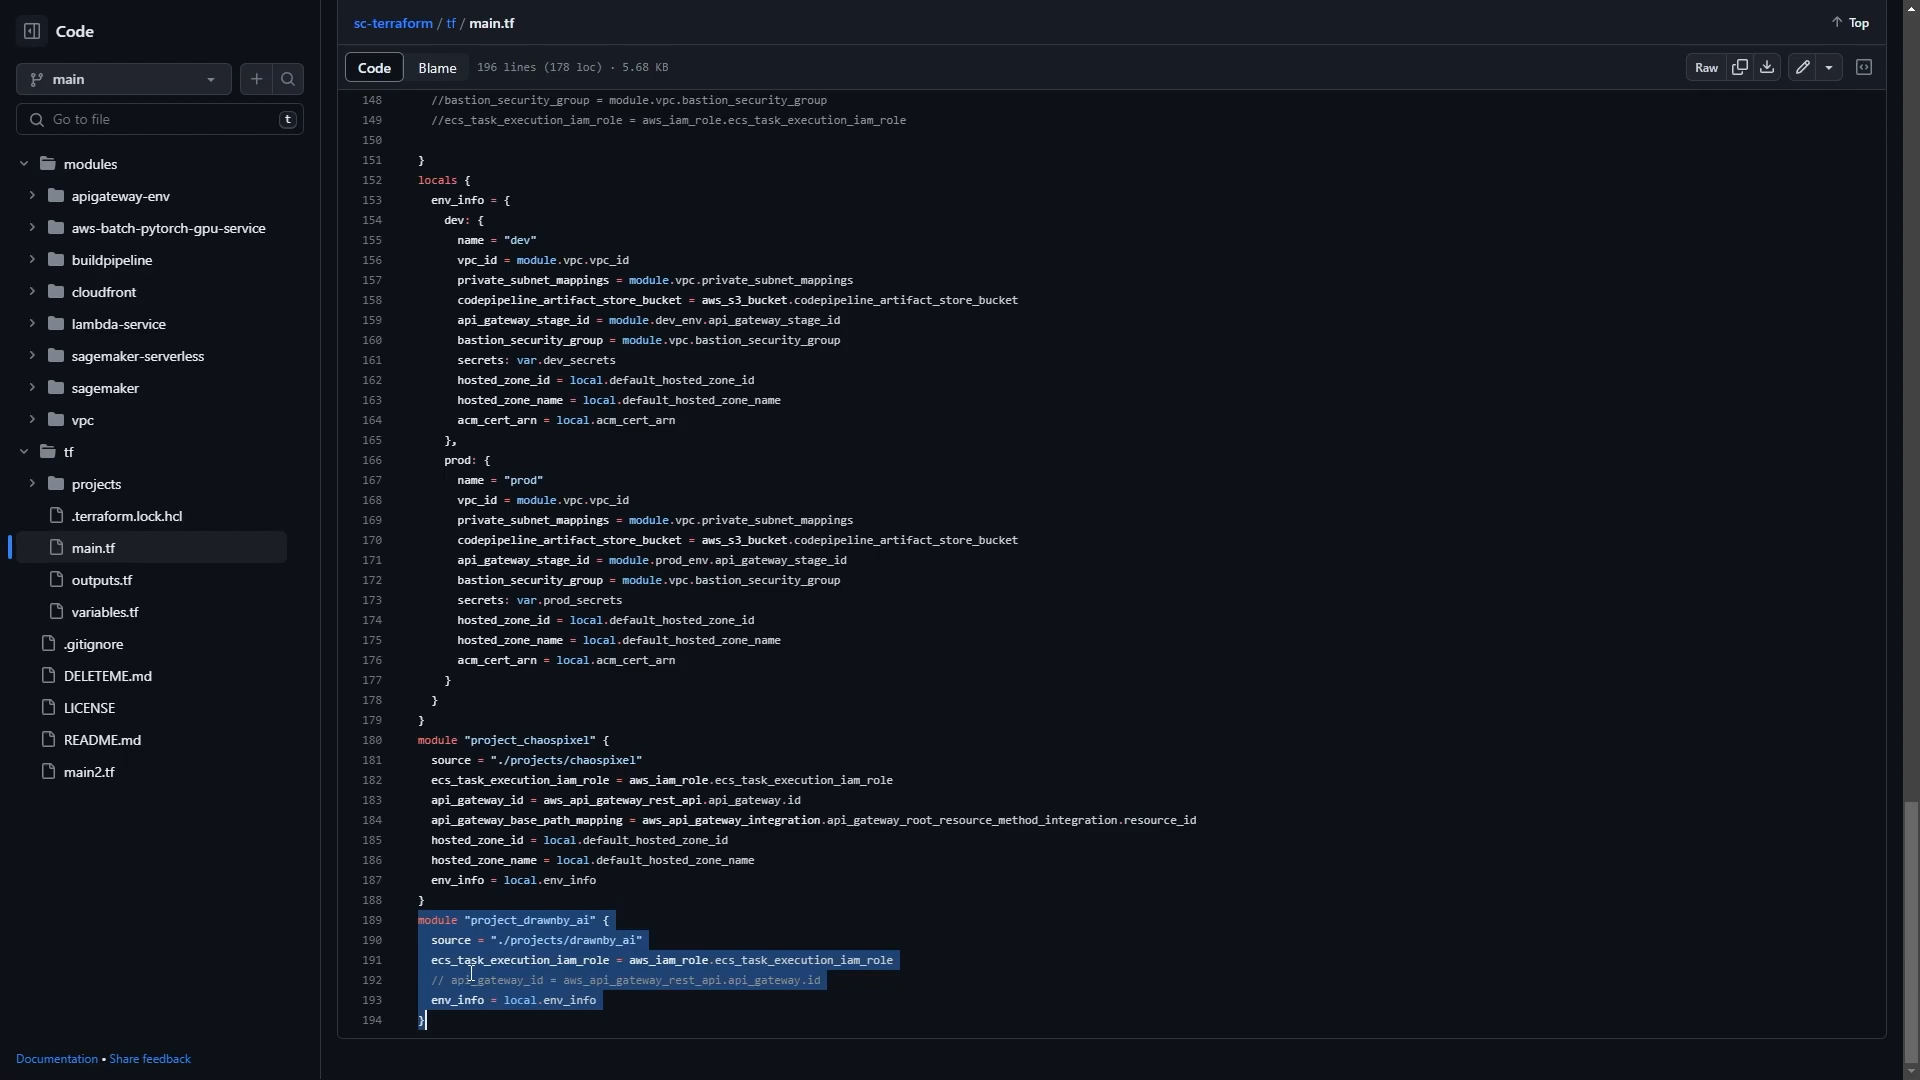 Code
main
Go to file
t
modules
apigateway-env
aws-batch-pytorch-gpu-service
buildpipeline
cloudfront
lambda-service
sagemaker-serverless
sagemaker
vpc
tf
projects
.terraform.lock.hcl
main.tf
outputs.tf
variables.tf
.gitignore
DELETEME.md
LICENSE
README.md
main2.tf
Documentation • Share feedback
sc-terraform / tf / main.tf
Top
Code Blame 196 lines (178 loc) · 5.68 KB
Raw
148 //bastion_security_group = module.vpc.bastion_security_group
149 //ecs_task_execution_iam_role = aws_iam_role.ecs_task_execution_iam_role
150
151 }
152 locals {
153 env_info = {
154 dev: {
155 name = "dev"
156 vpc_id = module.vpc.vpc_id
157 private_subnet_mappings = module.vpc.private_subnet_mappings
158 codepipeline_artifact_store_bucket = aws_s3_bucket.codepipeline_artifact_store_bucket
159 api_gateway_stage_id = module.dev_env.api_gateway_stage_id
160 bastion_security_group = module.vpc.bastion_security_group
161 secrets: var.dev_secrets
162 hosted_zone_id = local.default_hosted_zone_id
163 hosted_zone_name = local.default_hosted_zone_name
164 acm_cert_arn = local.acm_cert_arn
165 },
166 prod: {
167 name = "prod"
168 vpc_id = module.vpc.vpc_id
169 private_subnet_mappings = module.vpc.private_subnet_mappings
170 codepipeline_artifact_store_bucket = aws_s3_bucket.codepipeline_artifact_store_bucket
171 api_gateway_stage_id = module.prod_env.api_gateway_stage_id
172 bastion_security_group = module.vpc.bastion_security_group
173 secrets: var.prod_secrets
174 hosted_zone_id = local.default_hosted_zone_id
175 hosted_zone_name = local.default_hosted_zone_name
176 acm_cert_arn = local.acm_cert_arn
177 }
178 }
179 }
180 module "project_chaospixel" {
181 source = "./projects/chaospixel"
182 ecs_task_execution_iam_role = aws_iam_role.ecs_task_execution_iam_role
183 api_gateway_id = aws_api_gateway_rest_api.api_gateway.id
184 api_gateway_base_path_mapping = aws_api_gateway_integration.api_gateway_root_resource_method_integration.resource_id
185 hosted_zone_id = local.default_hosted_zone_id
186 hosted_zone_name = local.default_hosted_zone_name
187 env_info = local.env_info
188 }
189 module "project_drawnby_ai" {
190 source = "./projects/drawnby_ai"
191 ecs_task_execution_iam_role = aws_iam_role.ecs_task_execution_iam_role
192 // api_gateway_id = aws_api_gateway_rest_api.api_gateway.id
193 env_info = local.env_info
194 }